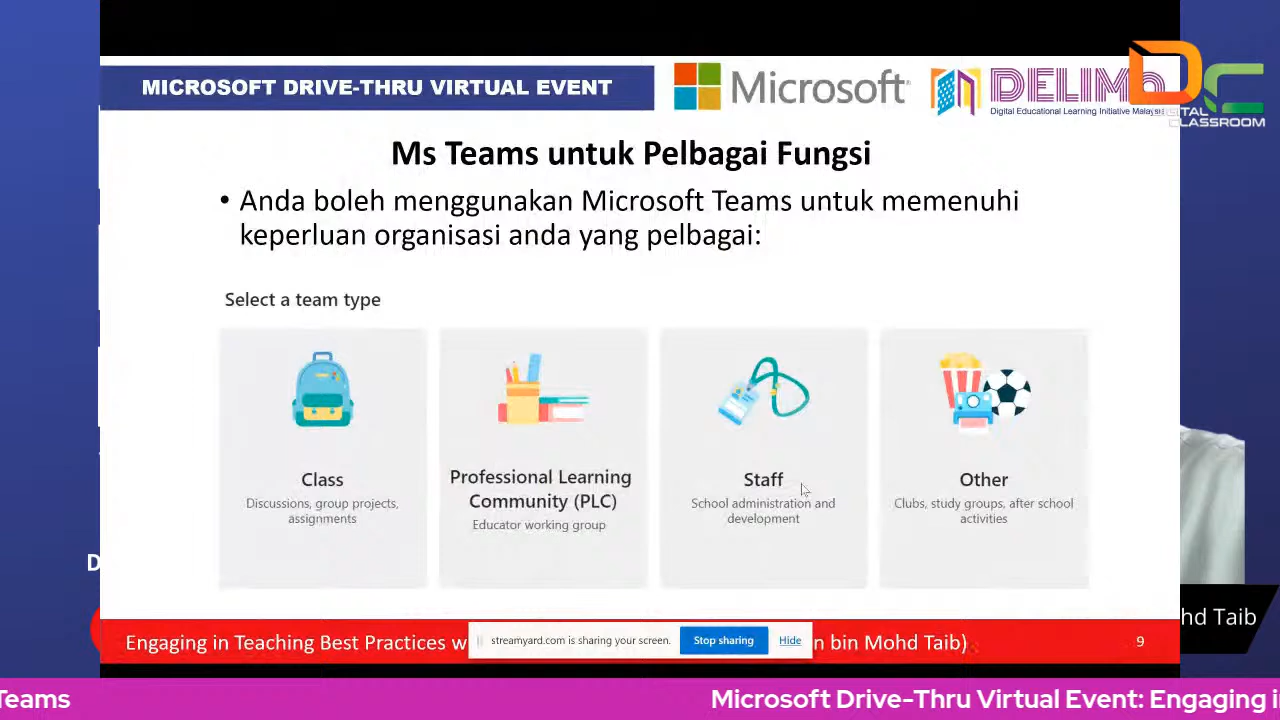 MICROSOFT DRIVE-THRU VIRTUAL EVENT
Microsoft
Digital Educational Learning Initiative
CLASSROOM
Ms Teams untuk Pelbagai Fungsi
• Anda boleh menggunakan Microsoft Teams untuk memenuhi
keperluan organisasi anda yang pelbagai:
Select a team type
Class
Discussions, group projects,
assignments
Professional Learning
Community (PLC)
Educator working group
Staff
School administration and
development
Other
Clubs, study groups, after school
activities
hd Taib
Engaging in Teaching Best Practices
streamyard.com is sharing your screen.
Stop sharing
Hide
n bin Mohd Taib)
9
Teams
Microsoft Drive-Thru Virtual Event: Engaging